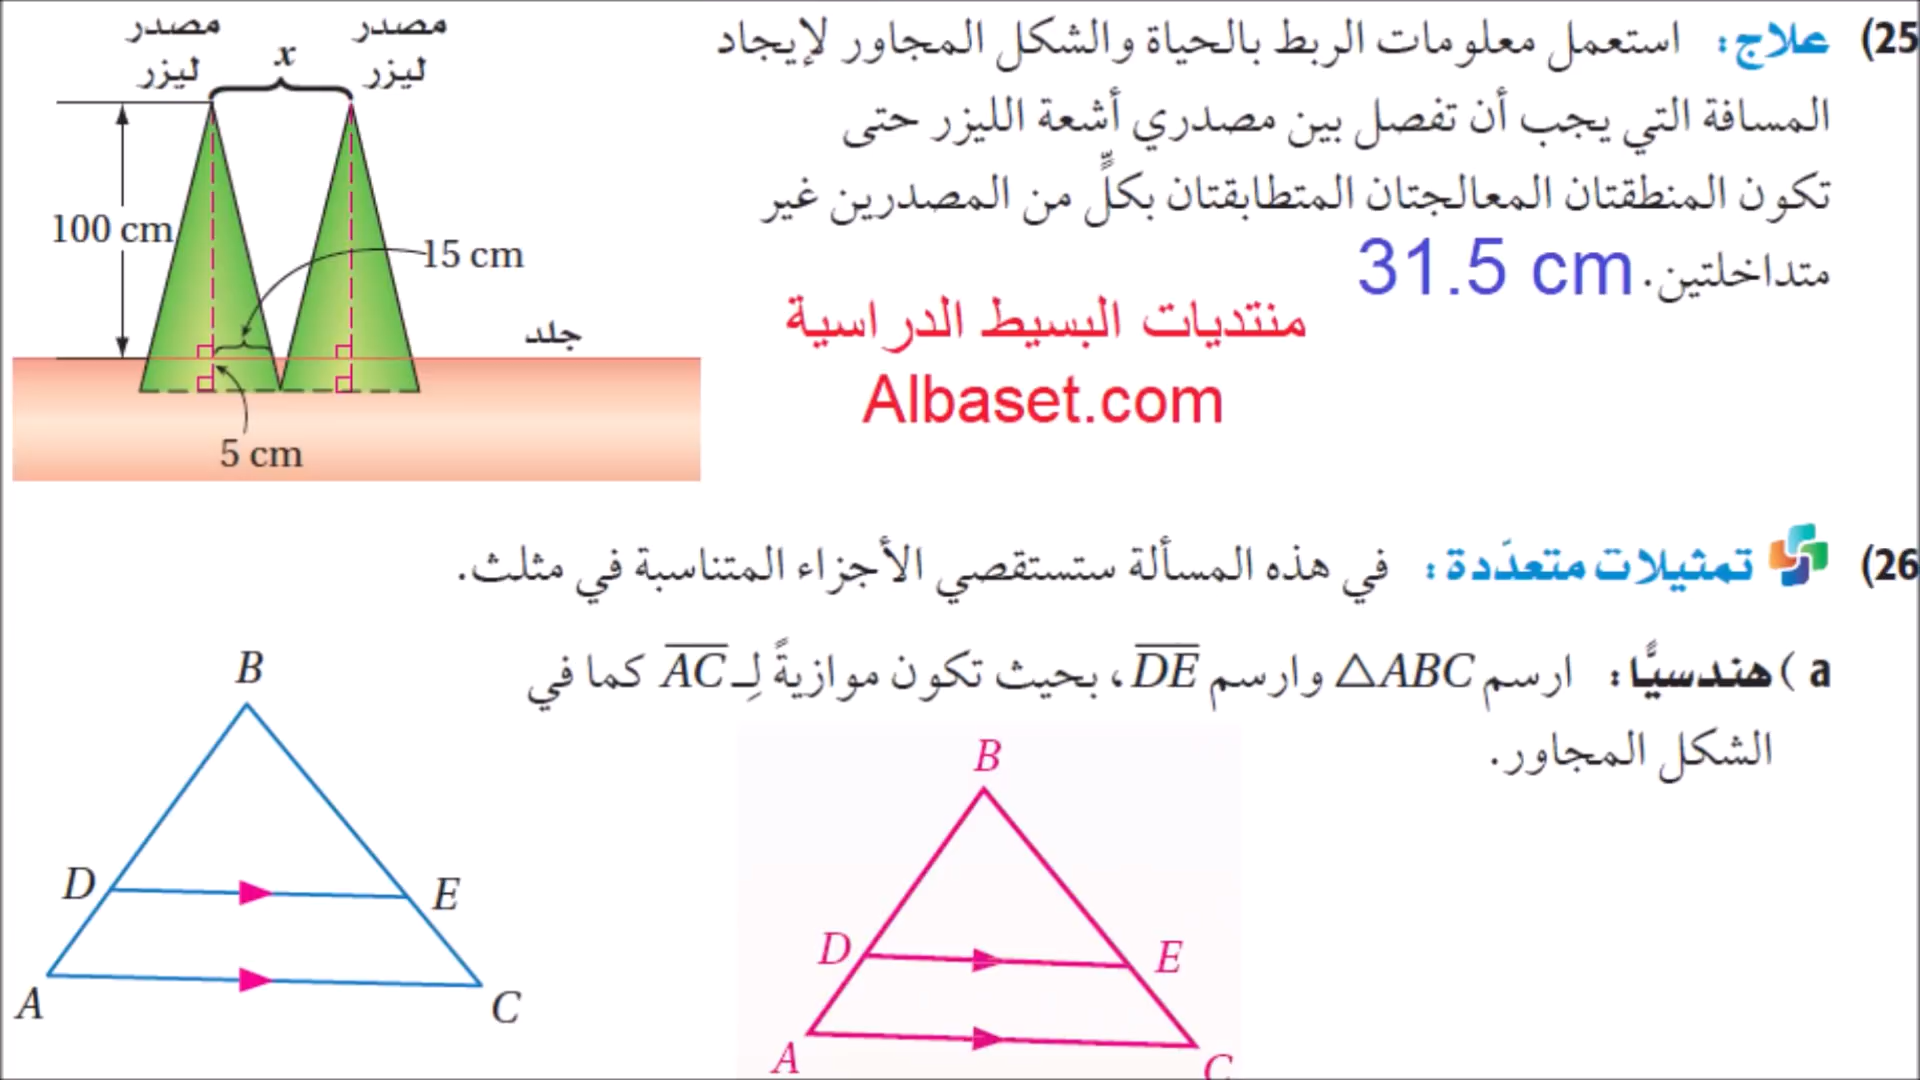 25) علاج: استعمل معلومات الربط بالحياة والشكل المجاور لإيجاد
المسافة التي يجب أن تفصل بين مصدري أشعة الليزر حتى
تكون المنطقتان المعالجتان المتطابقتان بكلٍّ من المصدرين غير
متداخلتين. 31.5 cm
منتديات البسيط الدراسية
Albaset.com
مصدر
ليزر
x
مصدر
ليزر
100 cm
15 cm
جلد
5 cm
26) تمثيلات متعدّدة: في هذه المسألة ستستقصي الأجزاء المتناسبة في مثلث.
a) هندسيًّا: ارسم △ABC وارسم DE، بحيث تكون موازيةً لِـ AC كما في
الشكل المجاور.
B
D
E
A
C
B
D
E
A
C